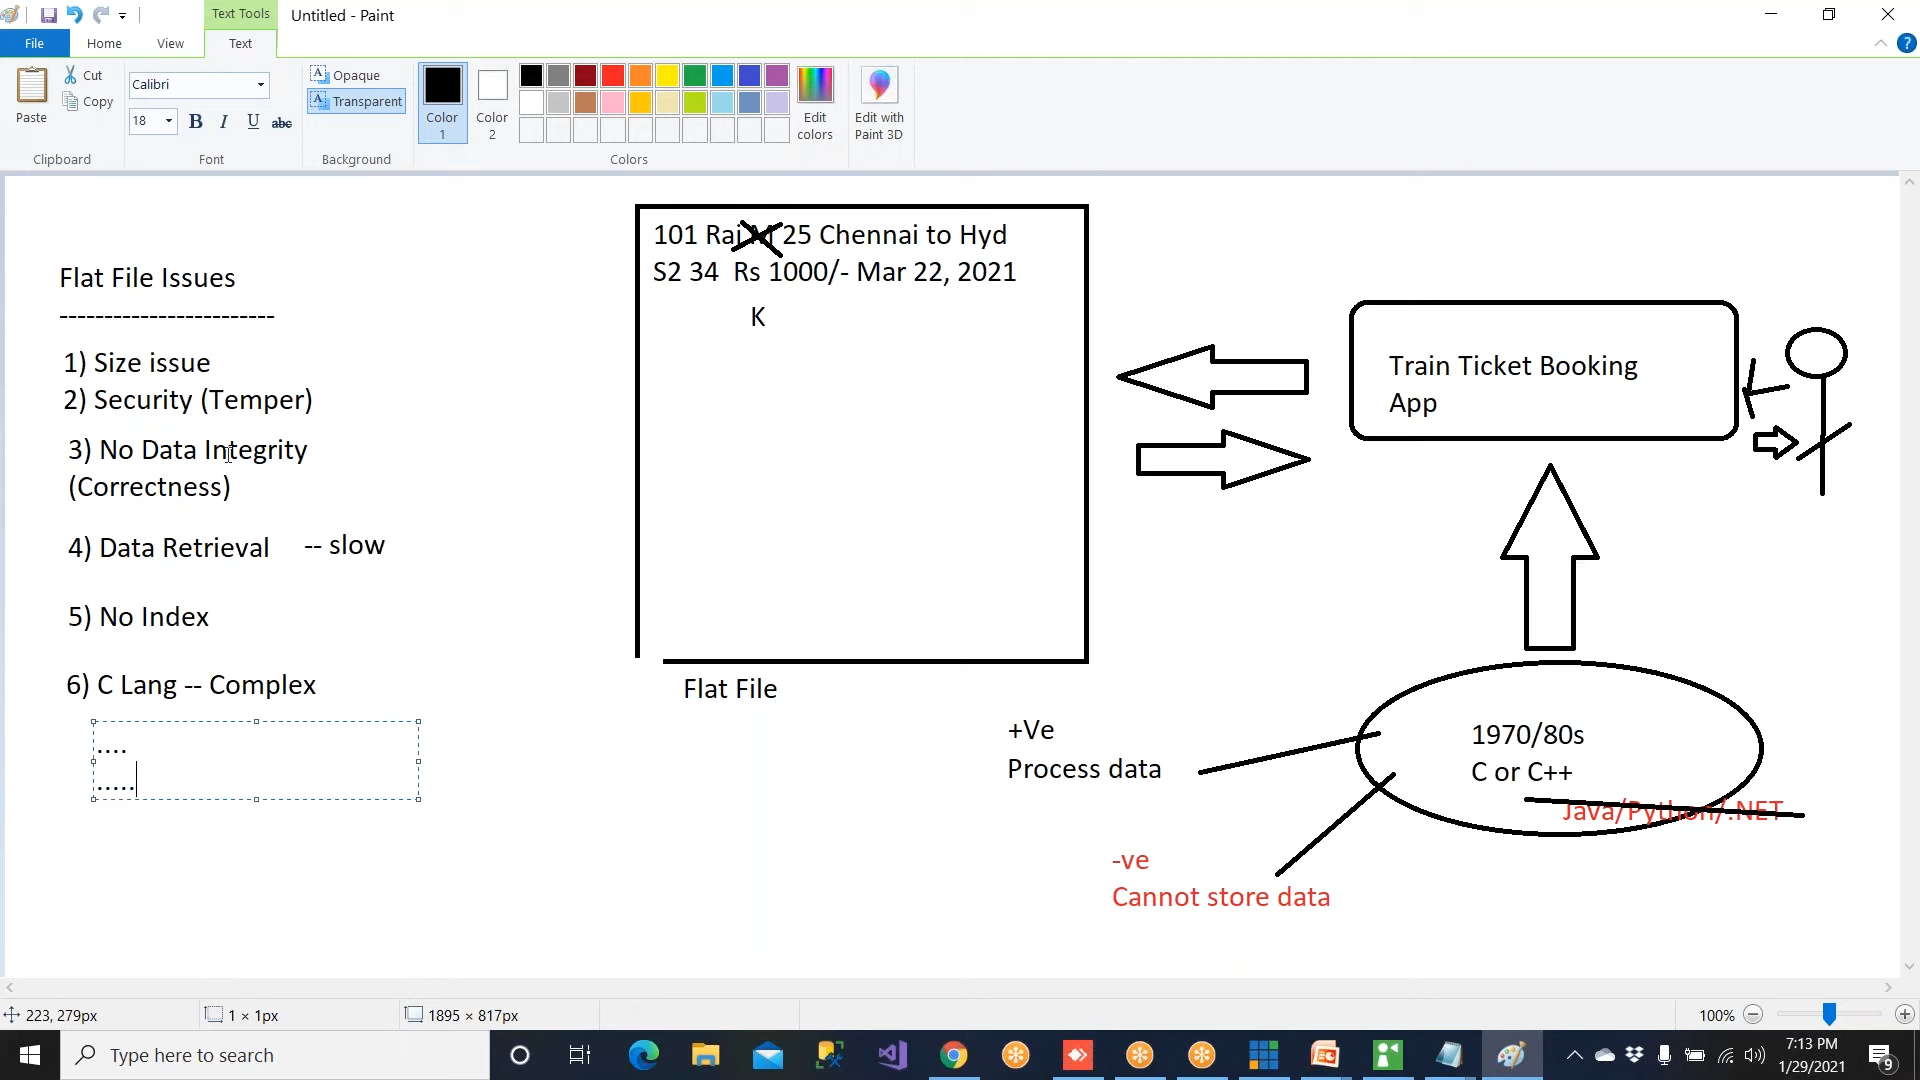 Text Tools
Untitled - Paint
File
Home
View
Text
Paste
Cut
Copy
Clipboard
Calibri
18
B I U abc
Font
Opaque
Transparent
Background
Color 1
Color 2
Edit colors
Colors
Edit with Paint 3D
Flat File Issues
------------------------
1) Size issue
2) Security (Temper)
3) No Data Integrity
(Correctness)
4) Data Retrieval -- slow
5) No Index
6) C Lang -- Complex
....
.....
101 Raj M 25 Chennai to Hyd
S2 34 Rs 1000/- Mar 22, 2021
K
Flat File
Train Ticket Booking
App
+Ve
Process data
1970/80s
C or C++
Java/Python/.NET
-ve
Cannot store data
223, 279px
1 × 1px
1895 × 817px
100%
Type here to search
7:13 PM
1/29/2021
9